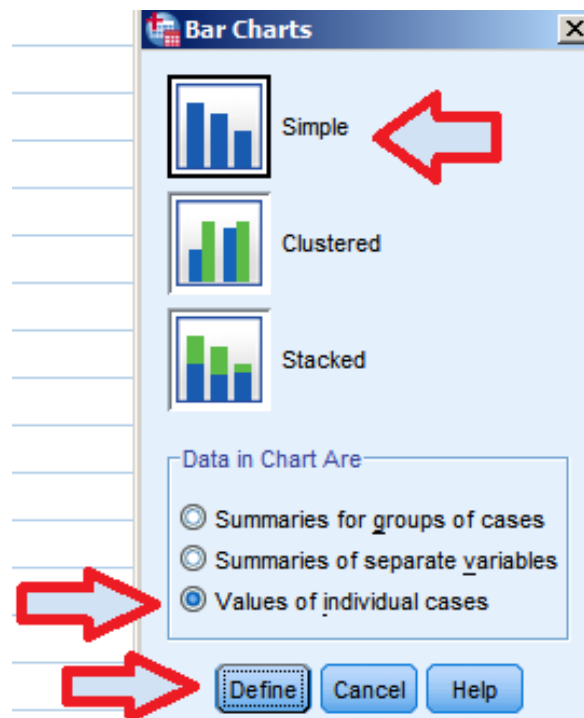 Bar Charts
Simple
Clustered
Stacked
Data in Chart Are
Summaries for groups of cases
Summaries of separate variables
Values of individual cases
Define Cancel Help